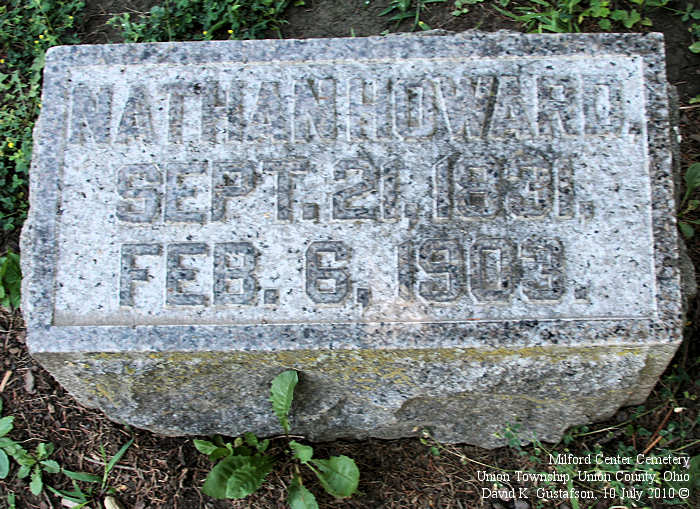 NATHAN HOWARD.
SEPT. 21, 1831.
FEB. 6, 1903.
Milford Center Cemetery
Union Township, Union County, Ohio
David K. Gustafson, 10 July 2010 ©